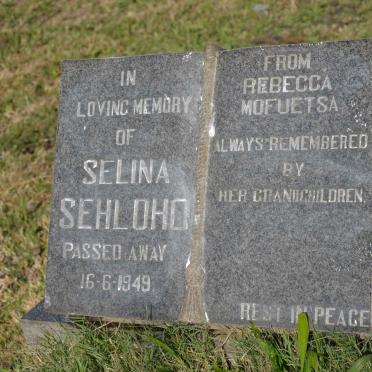 IN
LOVING MEMORY
OF
SELINA
SEHLOHO
PASSED AWAY
16-6-1949
FROM
REBECCA
MOFUETSA
ALWAYS REMEMBERED
BY
HER GRANDCHILDREN
REST IN PEACE